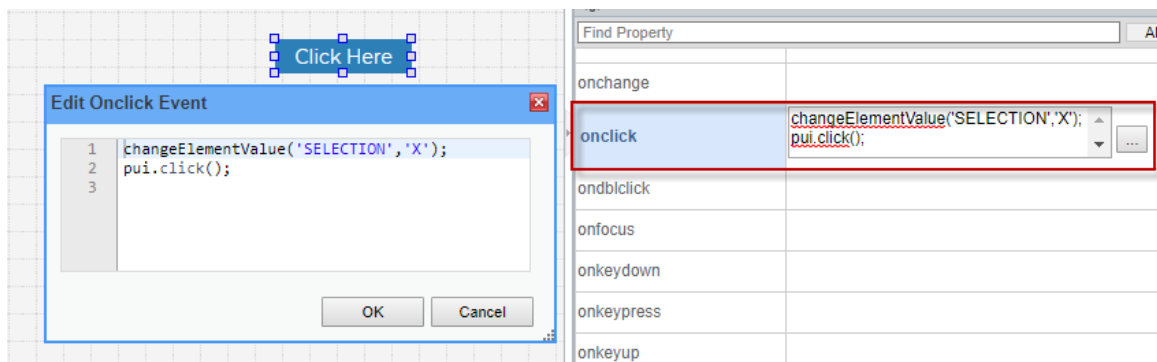 Click Here
Edit Onclick Event
1 changeElementValue('SELECTION','X');
2 pui.click();
3
OK Cancel
Find Property
onchange
onclick
changeElementValue('SELECTION','X');
pui.click();
...
ondblclick
onfocus
onkeydown
onkeypress
onkeyup